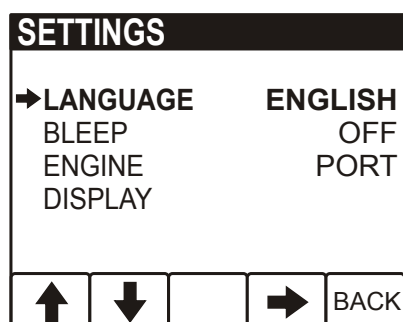 SETTINGS
LANGUAGE ENGLISH
BLEEP OFF
ENGINE PORT
DISPLAY
BACK